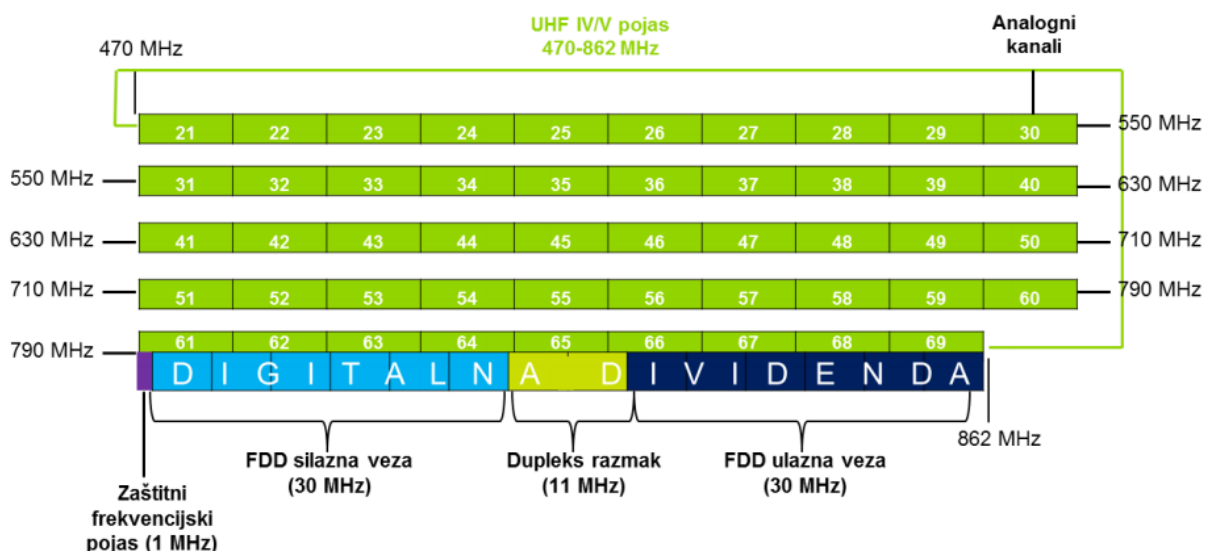 UHF IV/V pojas
470-862 MHz
Analogni
kanali
470 MHz
21 22 23 24 25 26 27 28 29 30
550 MHz
550 MHz
31 32 33 34 35 36 37 38 39 40
630 MHz
630 MHz
41 42 43 44 45 46 47 48 49 50
710 MHz
710 MHz
51 52 53 54 55 56 57 58 59 60
790 MHz
790 MHz
61 62 63 64 65 66 67 68 69
DIGITALNA DIVIDENDA
862 MHz
FDD silazna veza
(30 MHz)
Dupleks razmak
(11 MHz)
FDD ulazna veza
(30 MHz)
Zaštitni
frekvencijski
pojas (1 MHz)